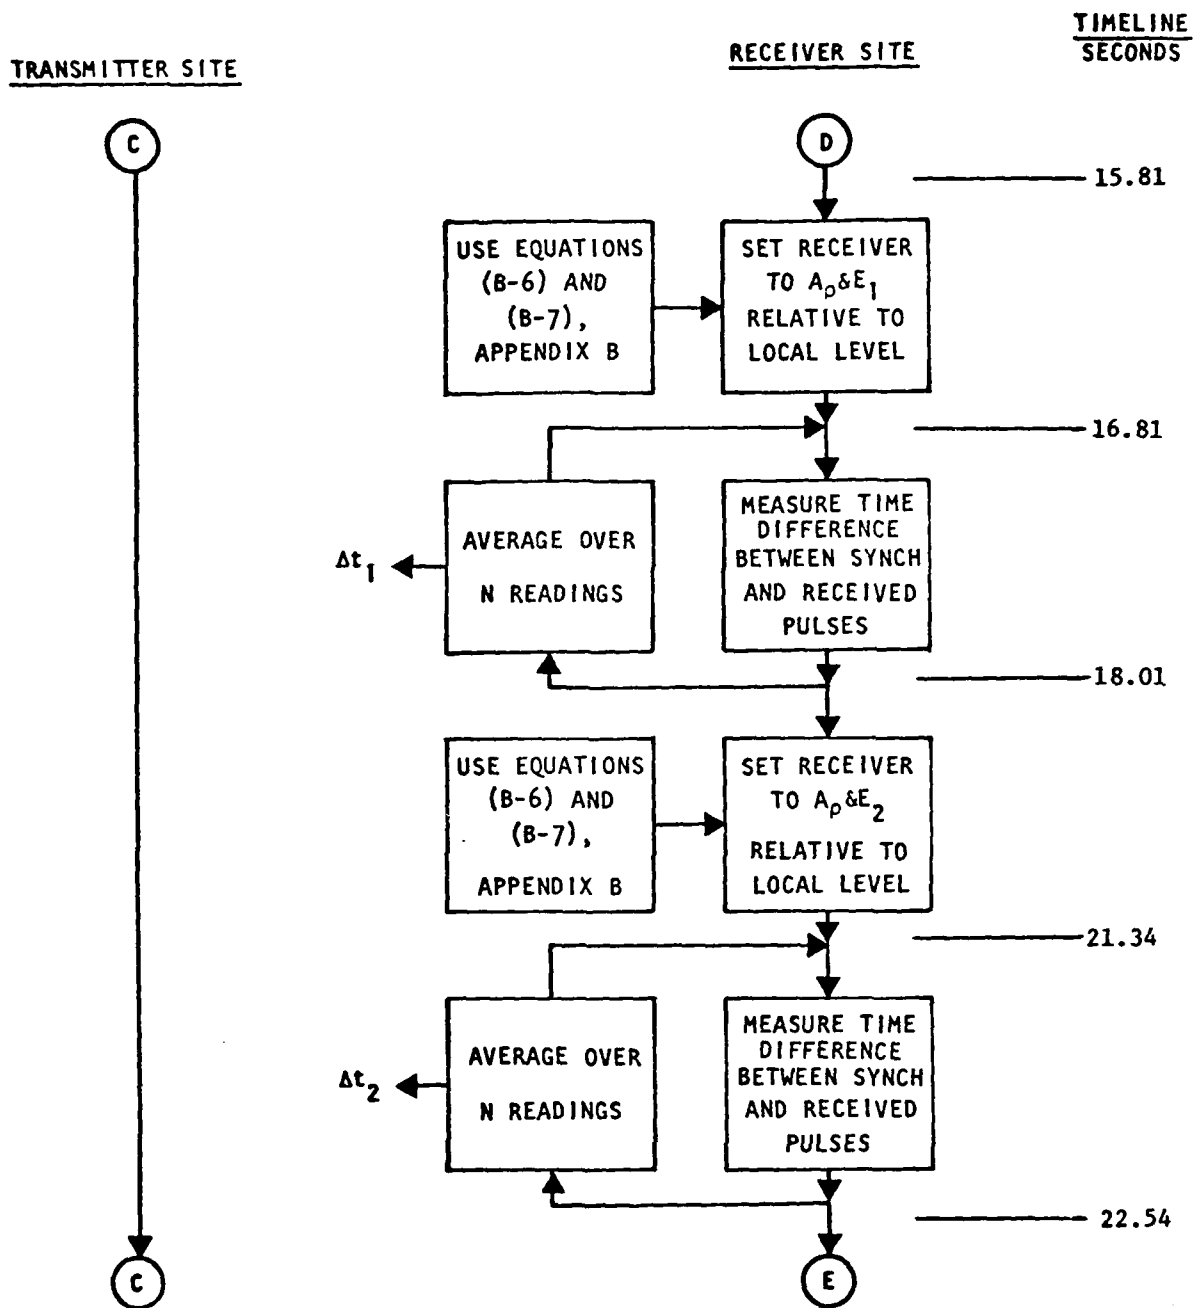 TIMELINE
SECONDS
RECEIVER SITE
TRANSMITTER SITE
C
D
15.81
USE EQUATIONS
(B-6) AND
(B-7),
APPENDIX B
SET RECEIVER
TO Aρ&E1
RELATIVE TO
LOCAL LEVEL
16.81
AVERAGE OVER
N READINGS
Δt1
MEASURE TIME
DIFFERENCE
BETWEEN SYNCH
AND RECEIVED
PULSES
18.01
USE EQUATIONS
(B-6) AND
(B-7),
APPENDIX B
SET RECEIVER
TO Aρ&E2
RELATIVE TO
LOCAL LEVEL
21.34
AVERAGE OVER
N READINGS
Δt2
MEASURE TIME
DIFFERENCE
BETWEEN SYNCH
AND RECEIVED
PULSES
22.54
C
E